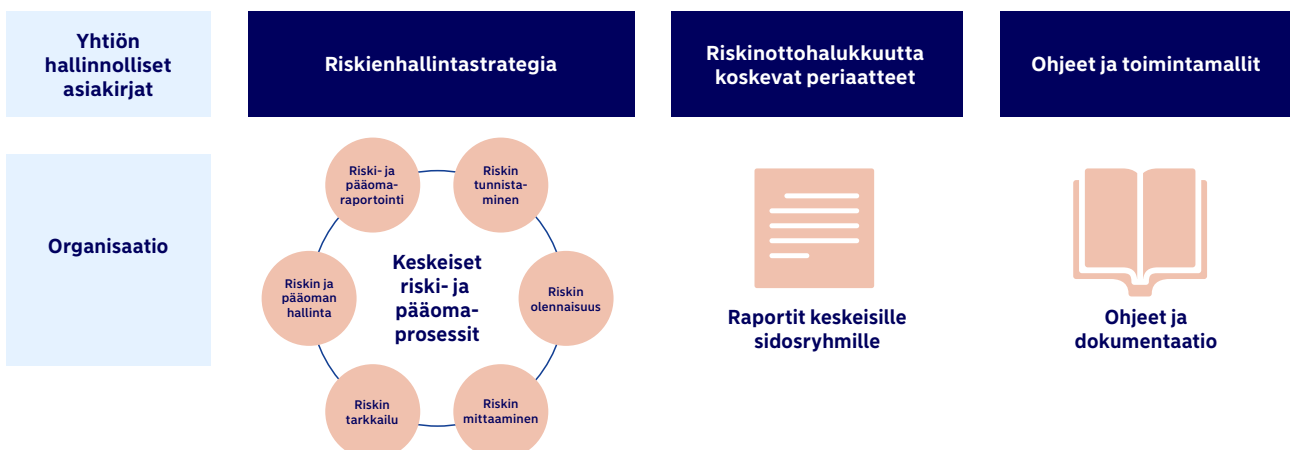 Yhtiön
hallinnolliset
asiakirjat
Riskienhallintastrategia
Riskinottohalukkuutta
koskevat periaatteet
Ohjeet ja toimintamallit
Organisaatio
Riski- ja
pääoma-
raportointi
Riskin
tunnista-
minen
Riskin
olennaisuus
Riskin
mittaaminen
Riskin
tarkkailu
Riskin ja
pääoman
hallinta
Keskeiset
riski- ja
pääoma-
prosessit
Raportit keskeisille
sidosryhmille
Ohjeet ja
dokumentaatio